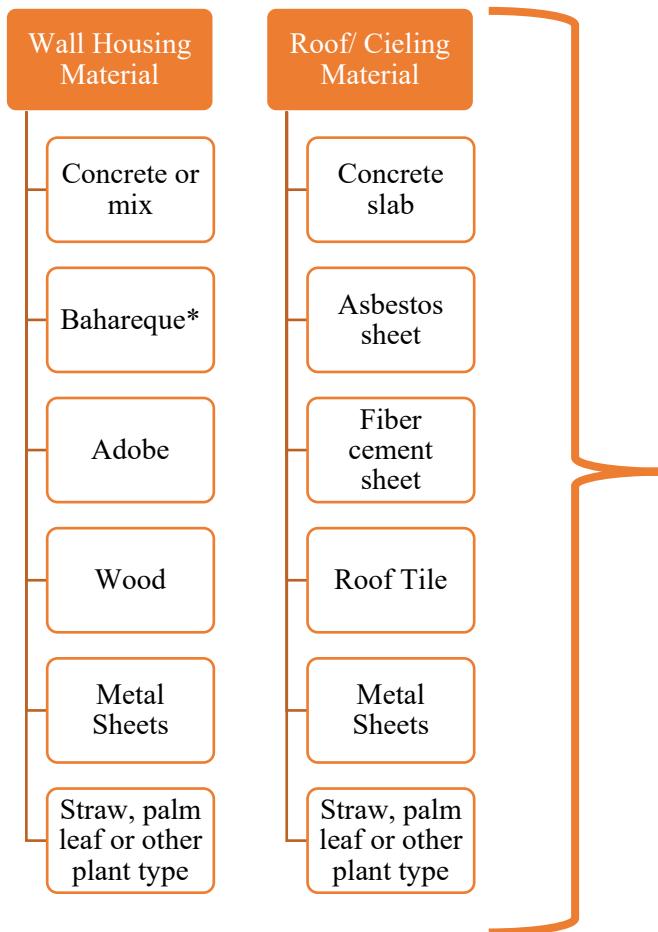 Wall Housing
Material
Concrete or
mix
Bahareque*
Adobe
Wood
Metal
Sheets
Straw, palm
leaf or other
plant type
Roof/ Cieling
Material
Concrete
slab
Asbestos
sheet
Fiber
cement
sheet
Roof Tile
Metal
Sheets
Straw, palm
leaf or other
plant type